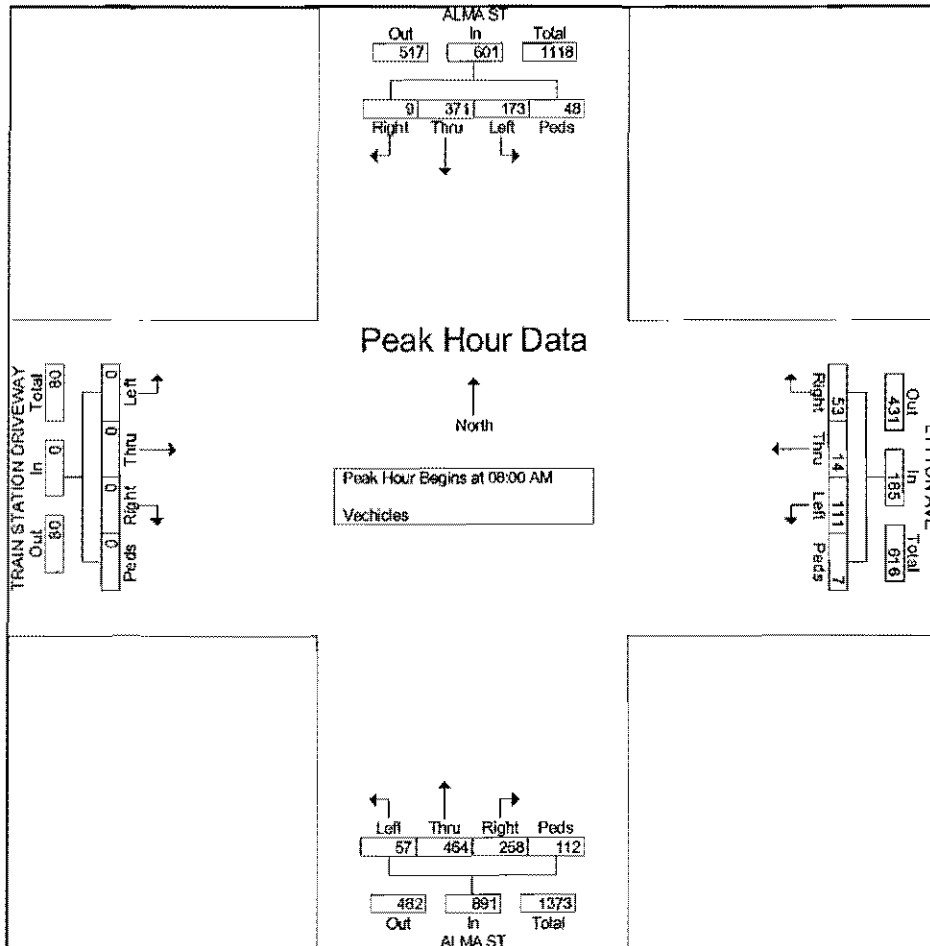 ALMA ST
Out In Total
517 601 1118
9 371 173 48
Right Thru Left Peds
Peak Hour Data
North
Peak Hour Begins at 08:00 AM
Vechicles
TRAIN STATION DRIVEWAY
Total In Out
80 0 80
0 0 0 0
Left Thru Right Peds
Right Thru Left Peds
53 14 111 7
431 185 616
Out In Total
Left Thru Right Peds
57 464 258 112
482 891 1373
Out In Total
ALMA ST